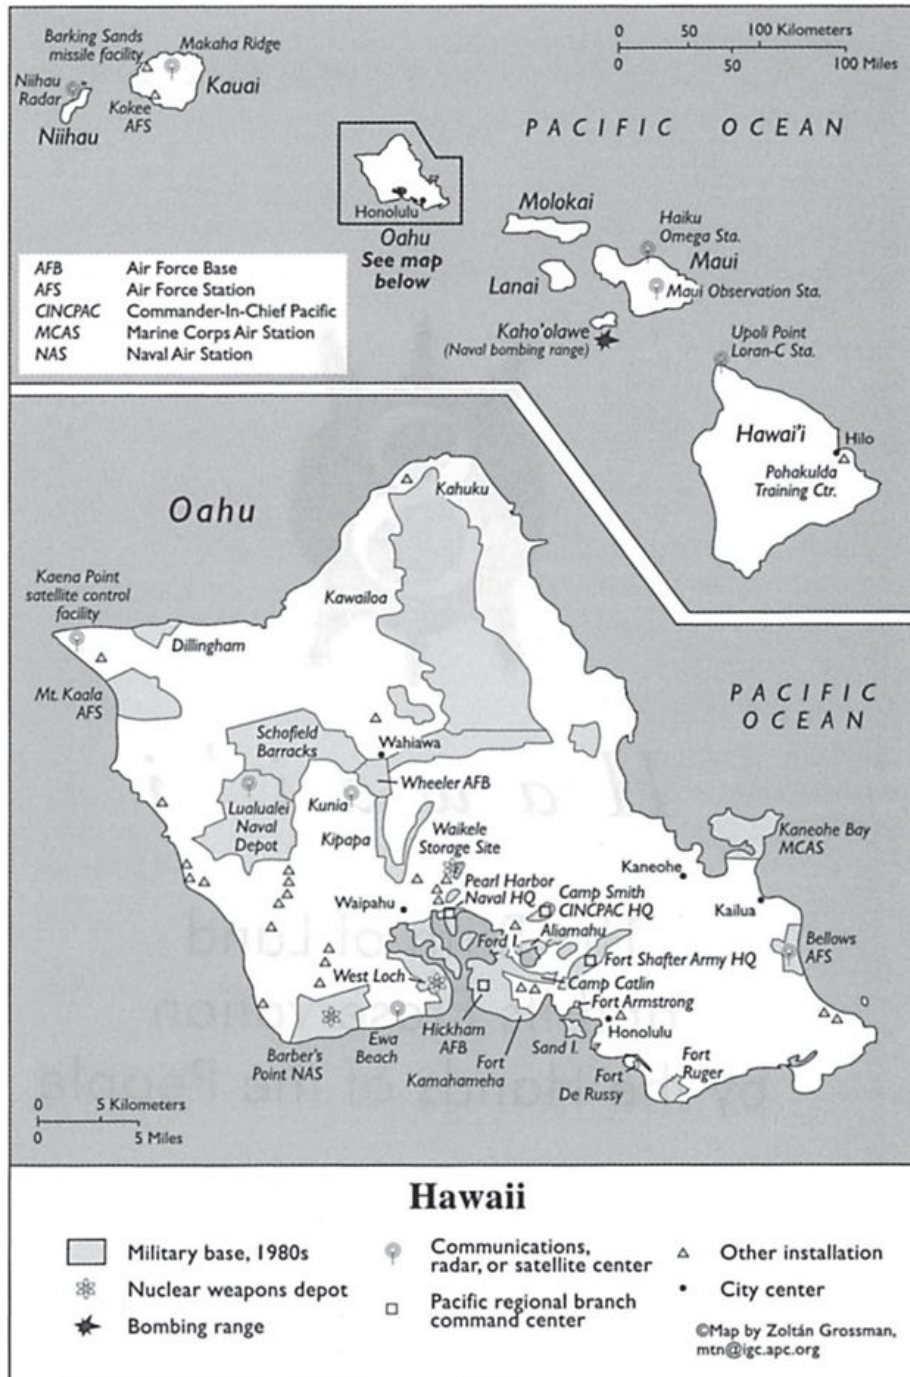 Barking Sands
missile facility
Makaha Ridge
Niihau
Radar
Kauai
Kokee
AFS
Niihau
0 50 100 Kilometers
0 50 100 Miles
PACIFIC OCEAN
Honolulu
Oahu
See map
below
Molokai
Haiku
Omega Sta.
Maui
Lanai
Maui Observation Sta.
Kaho'olawe
(Naval bombing range)
Upoli Point
Loran-C Sta.
AFB Air Force Base
AFS Air Force Station
CINCPAC Commander-In-Chief Pacific
MCAS Marine Corps Air Station
NAS Naval Air Station
Hawai'i
Hilo
Pohakulda
Training Ctr.
Oahu
Kahuku
Kaena Point
satellite control
facility
Kawailoa
Dillingham
Mt. Kaala
AFS
PACIFIC
OCEAN
Schofield
Barracks
Wahiawa
Wheeler AFB
Lualualei
Naval
Depot
Kunia
Kipapa
Waikele
Storage Site
Kaneohe Bay
MCAS
Kaneohe
Pearl Harbor
Naval HQ
Camp Smith
CINCPAC HQ
Waipahu
Kailua
Ford I.
Aliamahu
Bellows
AFS
Fort Shafter Army HQ
West Loch
Camp Catlin
Fort Armstrong
Honolulu
Hickham
AFB
Sand I.
Barber's
Point NAS
Ewa
Beach
Fort
Kamahameha
Fort
De Russy
Fort
Ruger
0 5 Kilometers
0 5 Miles
Hawaii
Military base, 1980s
Nuclear weapons depot
Bombing range
Communications,
radar, or satellite center
Pacific regional branch
command center
Other installation
City center
©Map by Zoltán Grossman,
mtn@igc.apc.org